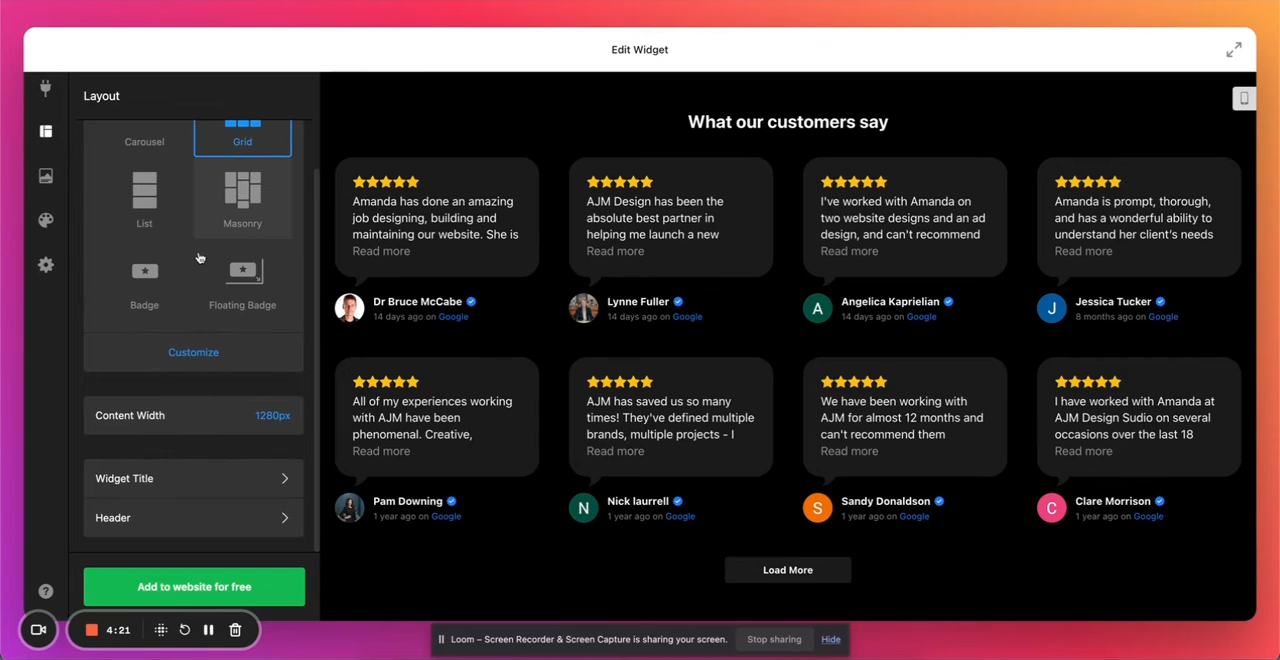 Edit Widget
Layout
Carousel
Grid
List
Masonry
Badge
Floating Badge
Customize
Content Width
1280px
Widget Title
Header
Add to website for free
4:21
What our customers say
Amanda has done an amazing
job designing, building and
maintaining our website. She is
Read more
Dr Bruce McCabe
14 days ago on Google
AJM Design has been the
absolute best partner in
helping me launch a new
Read more
Lynne Fuller
14 days ago on Google
I've worked with Amanda on
two website designs and an ad
design, and can't recommend
Read more
Angelica Kaprielian
14 days ago on Google
Amanda is prompt, thorough,
and has a wonderful ability to
understand her client's needs
Read more
Jessica Tucker
8 months ago on Google
All of my experiences working
with AJM have been
phenomenal. Creative,
Read more
Pam Downing
1 year ago on Google
AJM has saved us so many
times! They've defined multiple
brands, multiple projects - I
Read more
Nick laurrell
1 year ago on Google
We have been working with
AJM for almost 12 months and
can't recommend them
Read more
Sandy Donaldson
1 year ago on Google
I have worked with Amanda at
AJM Design Sudio on several
occasions over the last 18
Read more
Clare Morrison
1 year ago on Google
A
J
N
S
C
Load More
Loom – Screen Recorder & Screen Capture is sharing your screen.
Stop sharing
Hide